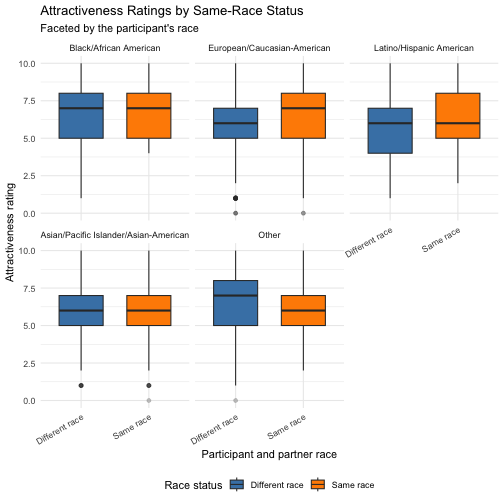 Attractiveness Ratings by Same-Race Status
Faceted by the participant's race
Black/African American
European/Caucasian-American
Latino/Hispanic American
10.0
7.5
5.0
2.5
0.0
Different race
Same race
Asian/Pacific Islander/Asian-American
Other
10.0
7.5
5.0
2.5
0.0
Attractiveness rating
Different race
Same race
Different race
Same race
Participant and partner race
Race status
Different race
Same race